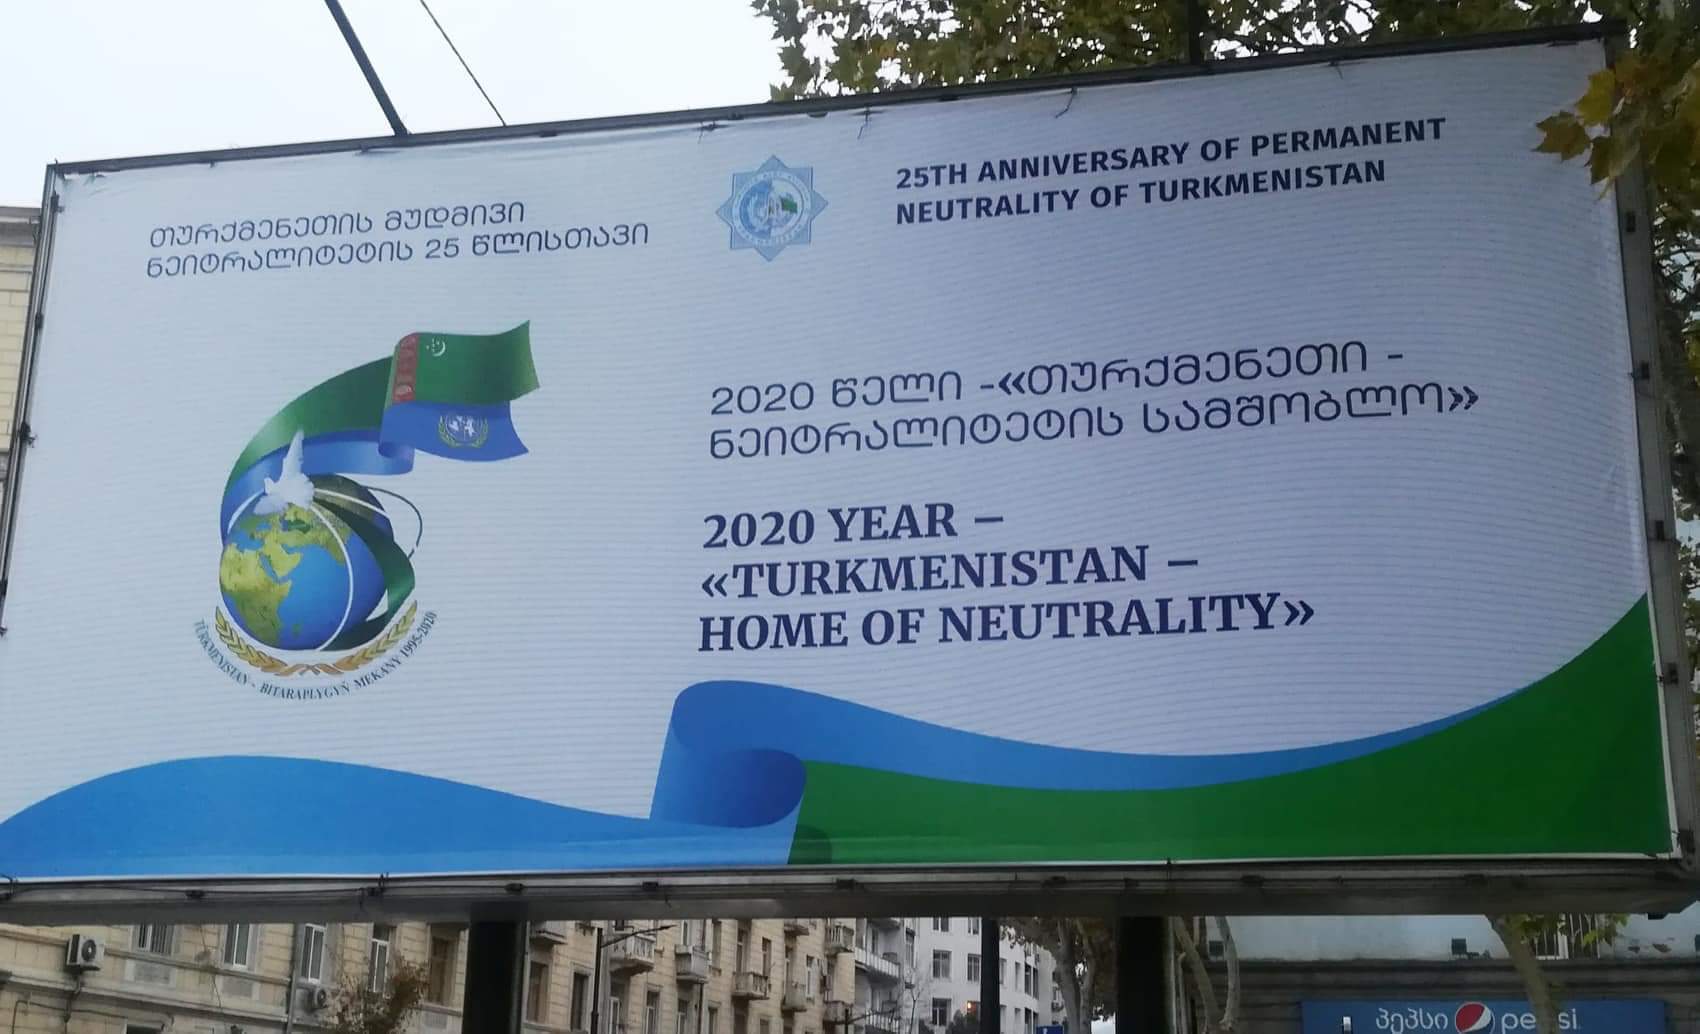 თურქმენეთის მუდმივი
ნეიტრალიტეტის 25 წლისთავი
25TH ANNIVERSARY OF PERMANENT
NEUTRALITY OF TURKMENISTAN
2020 წელი -«თურქმენეთი -
ნეიტრალიტეტის სამშობლო»
2020 YEAR –
«TURKMENISTAN –
HOME OF NEUTRALITY»
TÜRKMENISTAN - BITARAPLYGYŇ MEKANY 1995-2020
პეპსი pepsi